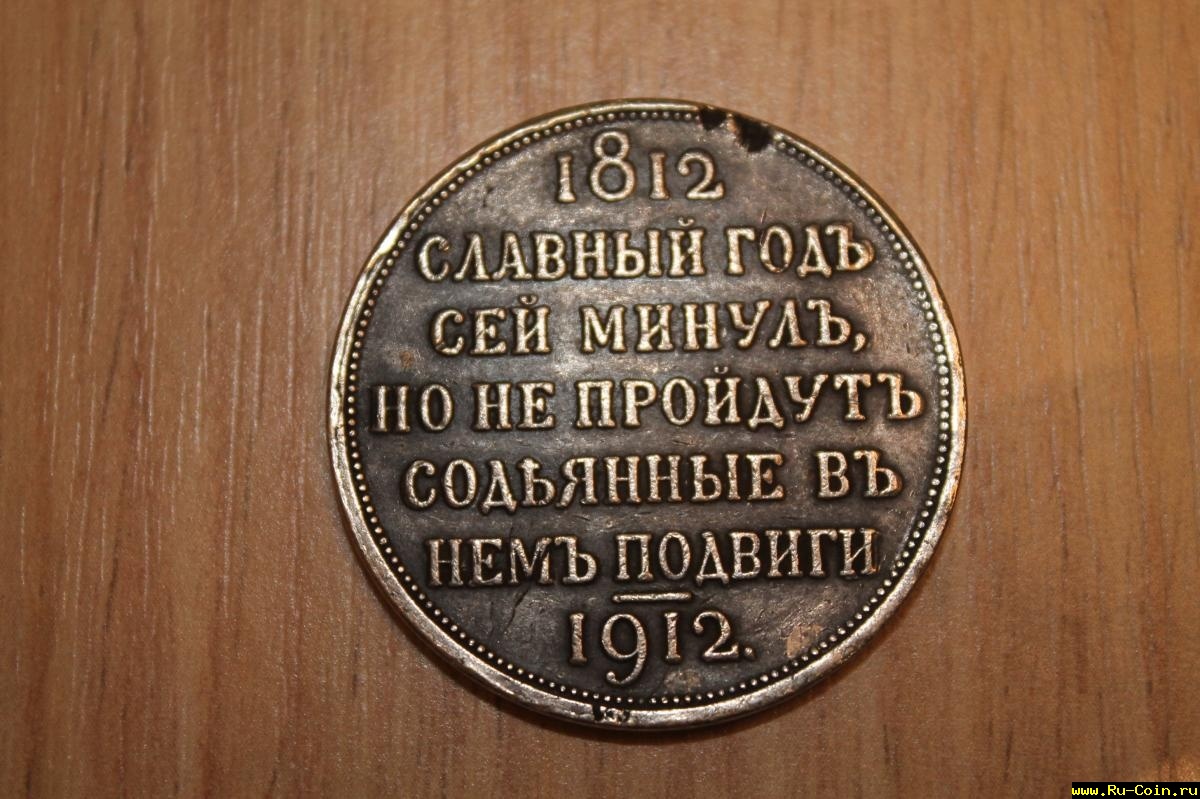 1812
СЛАВНЫЙ ГОДЪ
СЕЙ МИНУЛЪ,
НО НЕ ПРОЙДУТЪ
СОДѢЯННЫЕ ВЪ
НЕМЪ ПОДВИГИ
1912.
www.Ru-Coin.ru